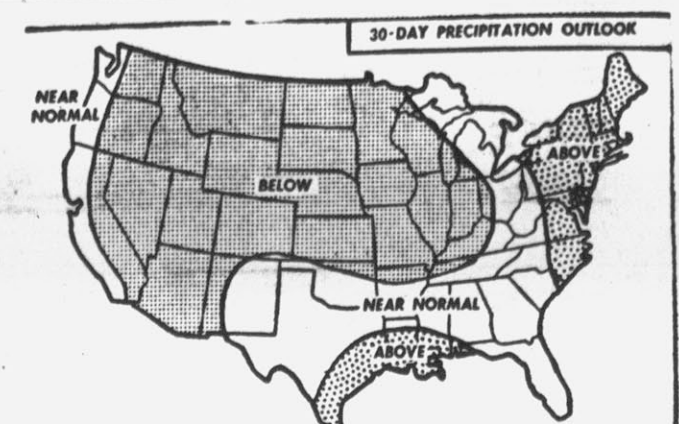 30-DAY PRECIPITATION OUTLOOK
NEAR
NORMAL
ABOVE
BELOW
NEAR NORMAL
ABOVE